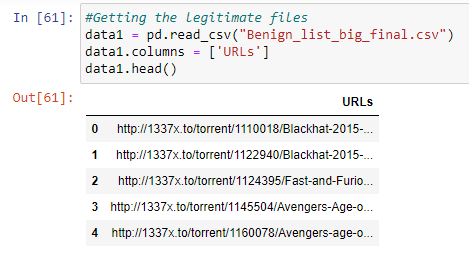 In [61]: #Getting the legitimate files
data1 = pd.read_csv("Benign_list_big_final.csv")
data1.columns = ['URLs']
data1.head()
Out[61]:
URLs
0 http://1337x.to/torrent/1110018/Blackhat-2015-...
1 http://1337x.to/torrent/1122940/Blackhat-2015-...
2 http://1337x.to/torrent/1124395/Fast-and-Furio...
3 http://1337x.to/torrent/1145504/Avengers-Age-o...
4 http://1337x.to/torrent/1160078/Avengers-age-o...